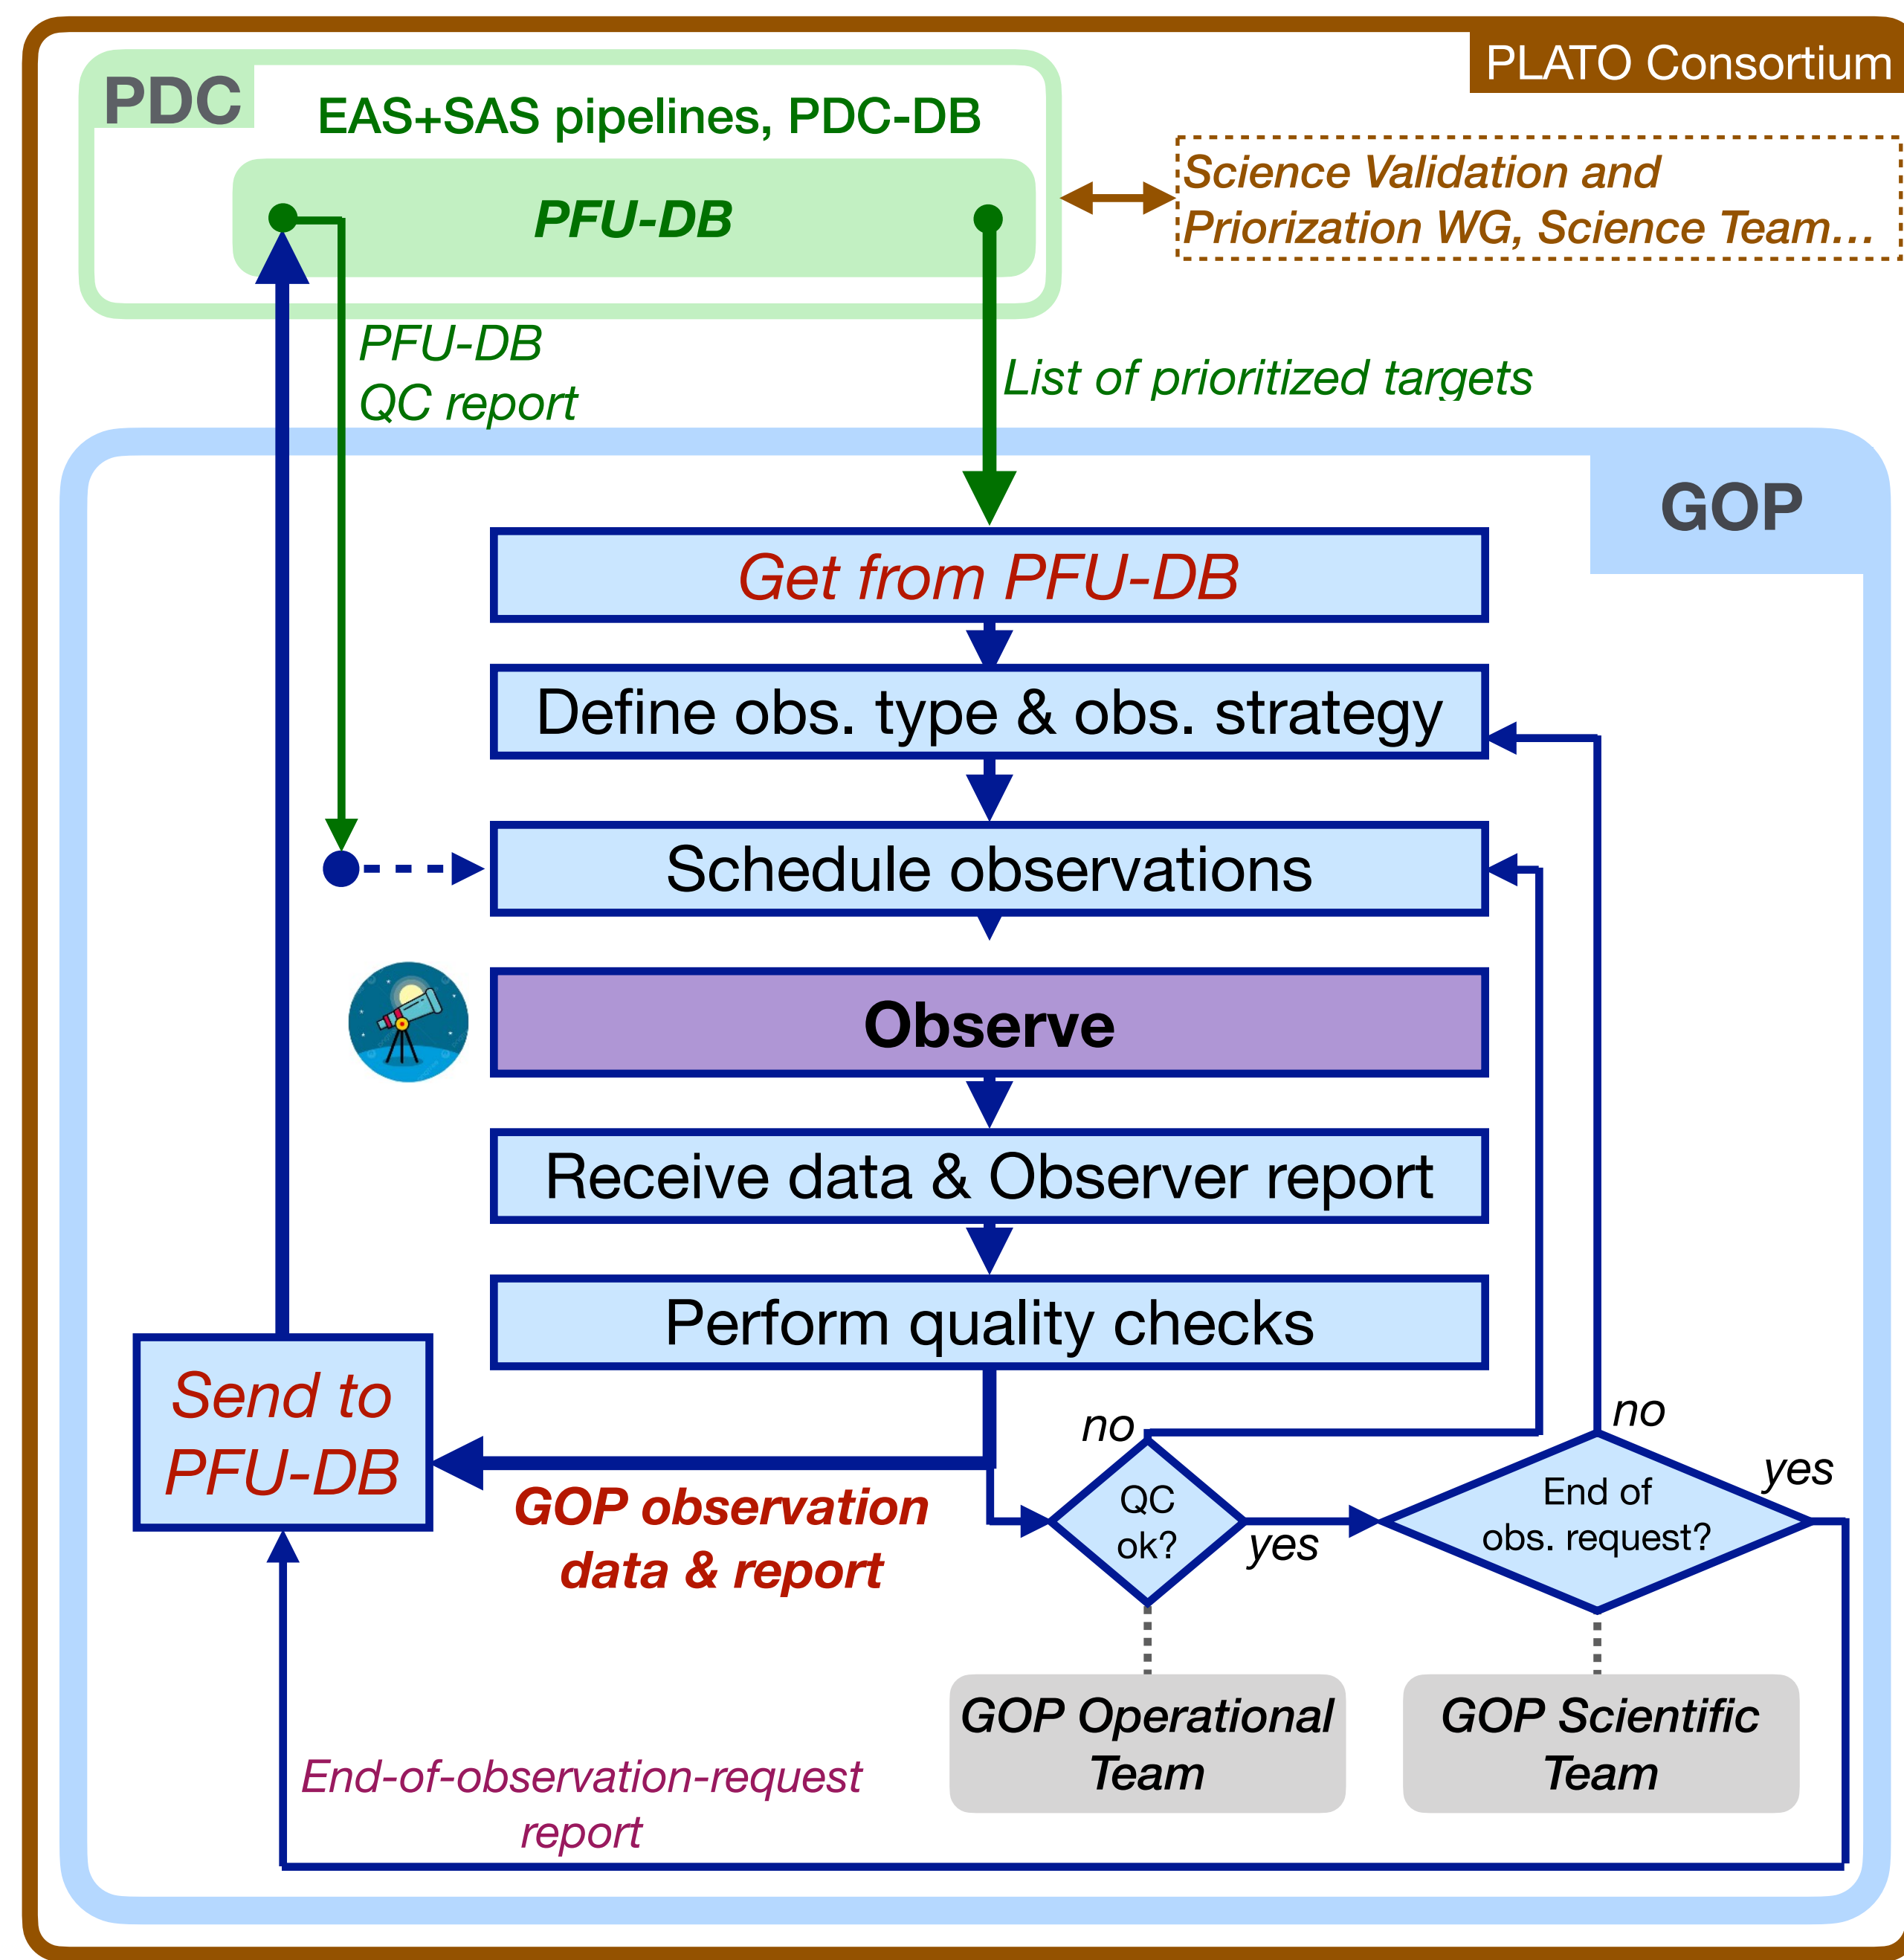 PLATO Consortium
PDC
EAS+SAS pipelines, PDC-DB
PFU-DB
Science Validation and
Priorization WG, Science Team...
PFU-DB
QC report
List of prioritized targets
GOP
Get from PFU-DB
Define obs. type & obs. strategy
Schedule observations
Observe
Receive data & Observer report
Perform quality checks
Send to
PFU-DB
GOP observation
data & report
no
QC
ok?
yes
no
End of
obs. request?
yes
GOP Operational
Team
GOP Scientific
Team
End-of-observation-request
report